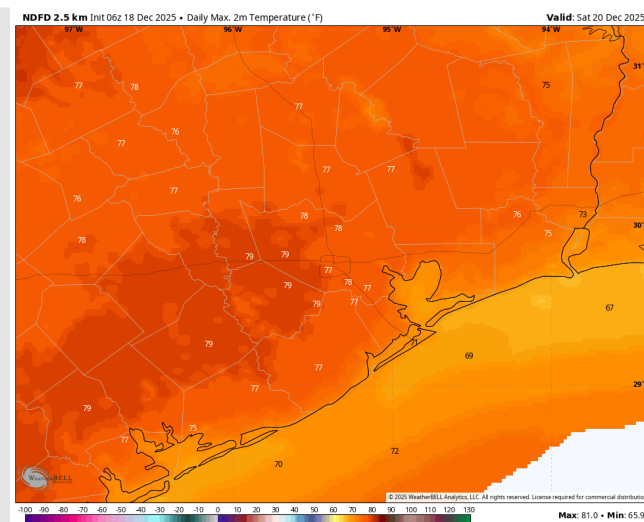 NDFD 2.5 km Init 06z 18 Dec 2025 • Daily Max. 2m Temperature (°F)
Valid: Sat 20 Dec 2025
97°W 96°W 95°W 94°W
31°
77 78 75
77
76
77
77 77
77
76
78 76 73
78 30°
78 75
79 79
77
79 78 77
79 77
67
79 71
69
77
29°
77
79
75
77
72
70
WeatherBELL
© 2025 WeatherBELL Analytics, LLC. All rights reserved. License required for commercial distributio
-100 -90 -80 -70 -60 -50 -40 -30 -20 -10 0 10 20 30 40 50 60 70 80 90 100 110 120 130
Max: 81.0 • Min: 65.9